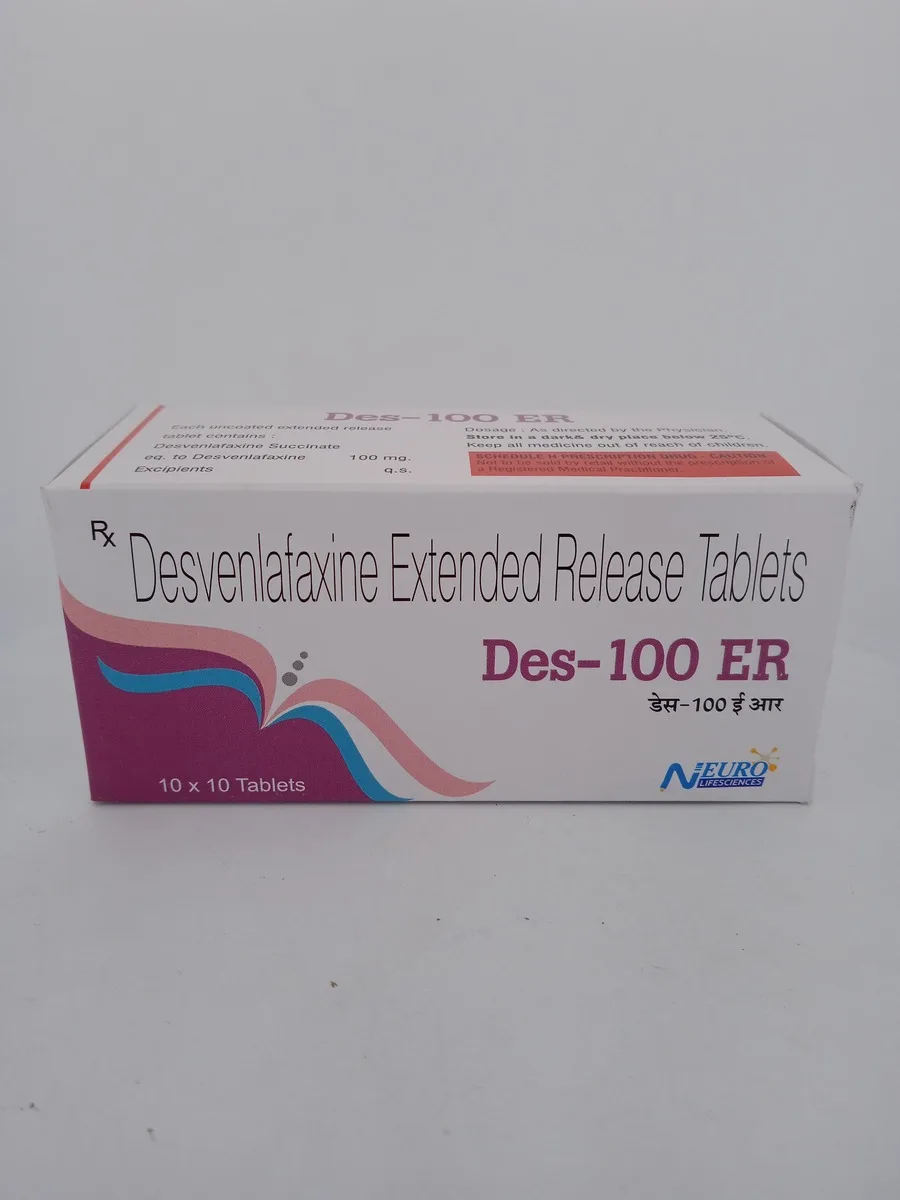 Des-100 ER
Each uncoated extended release
tablet contains :
Desvenlafaxine Succinate
eq. to Desvenlafaxine 100 mg.
Excipients q.s.
Dosage : As directed by the Physician.
Store in a dark& dry place below 25°C.
Keep all medicine out of reach of children.
SCHEDULE H PRESCRIPTION DRUG - CAUTION
Not to be sold by retail without the prescription of
a Registered Medical Practitioner.
Rx
Desvenlafaxine Extended Release Tablets
Des-100 ER
डेस-100 ई आर
10 x 10 Tablets
NEURO
LIFESCIENCES